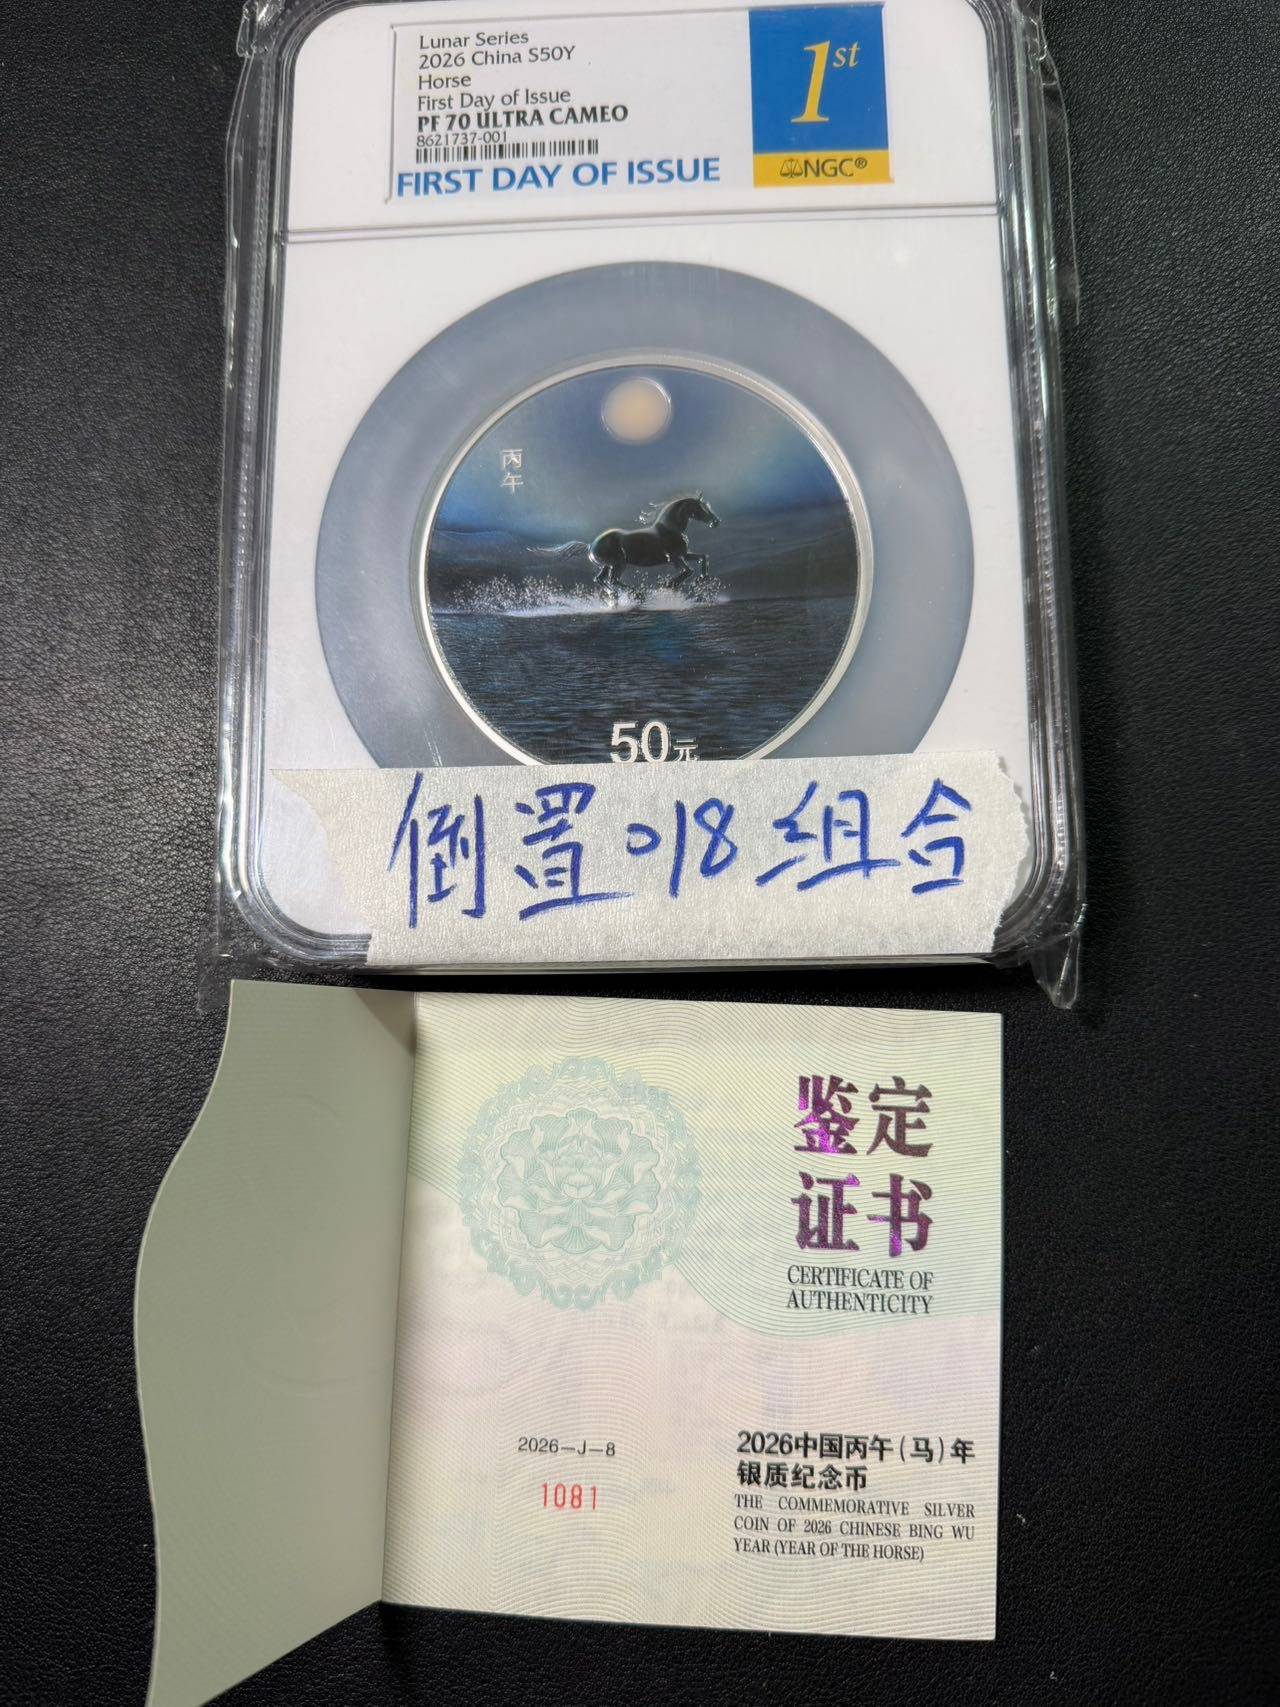 Lunar Series
2026 China S50Y
Horse
First Day of Issue
PF 70 ULTRA CAMEO
8621737-001
FIRST DAY OF ISSUE
1st
NGC®
丙
午
50元
倒置018组合
鉴定
证书
CERTIFICATE OF
AUTHENTICITY
2026-J-8
1081
2026中国丙午(马)年
银质纪念币
THE COMMEMORATIVE SILVER
COIN OF 2026 CHINESE BING WU
YEAR (YEAR OF THE HORSE)